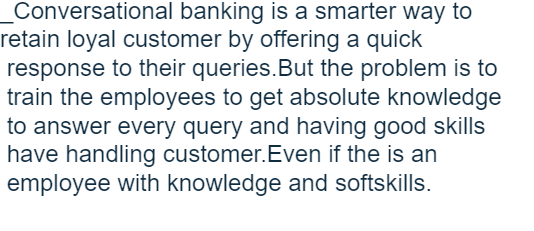 _Conversational banking is a smarter way to
retain loyal customer by offering a quick
response to their queries.But the problem is to
train the employees to get absolute knowledge
to answer every query and having good skills
have handling customer.Even if the is an
employee with knowledge and softskills.